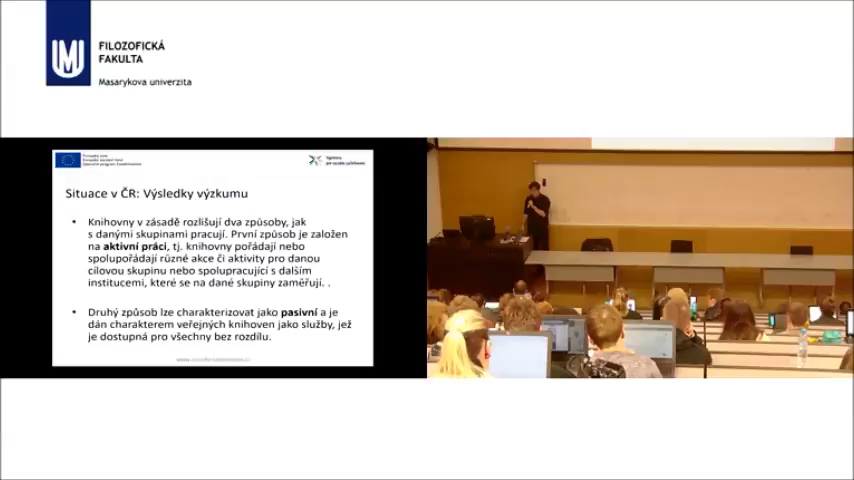 FILOZOFICKÁ
FAKULTA
Masarykova univerzita
Situace v ČR: Výsledky výzkumu
• Knihovny v zásadě rozlišují dva způsoby, jak
s danými skupinami pracují. První způsob je založen
na aktivní práci, tj. knihovny pořádají nebo
spolupořádají různé akce či aktivity pro danou
cílovou skupinu nebo spolupracující s dalším
institucemi, které se na dané skupiny zaměřují. .
• Druhý způsob lze charakterizovat jako pasivní a je
dán charakterem veřejných knihoven jako služby, jež
je dostupná pro všechny bez rozdílu.